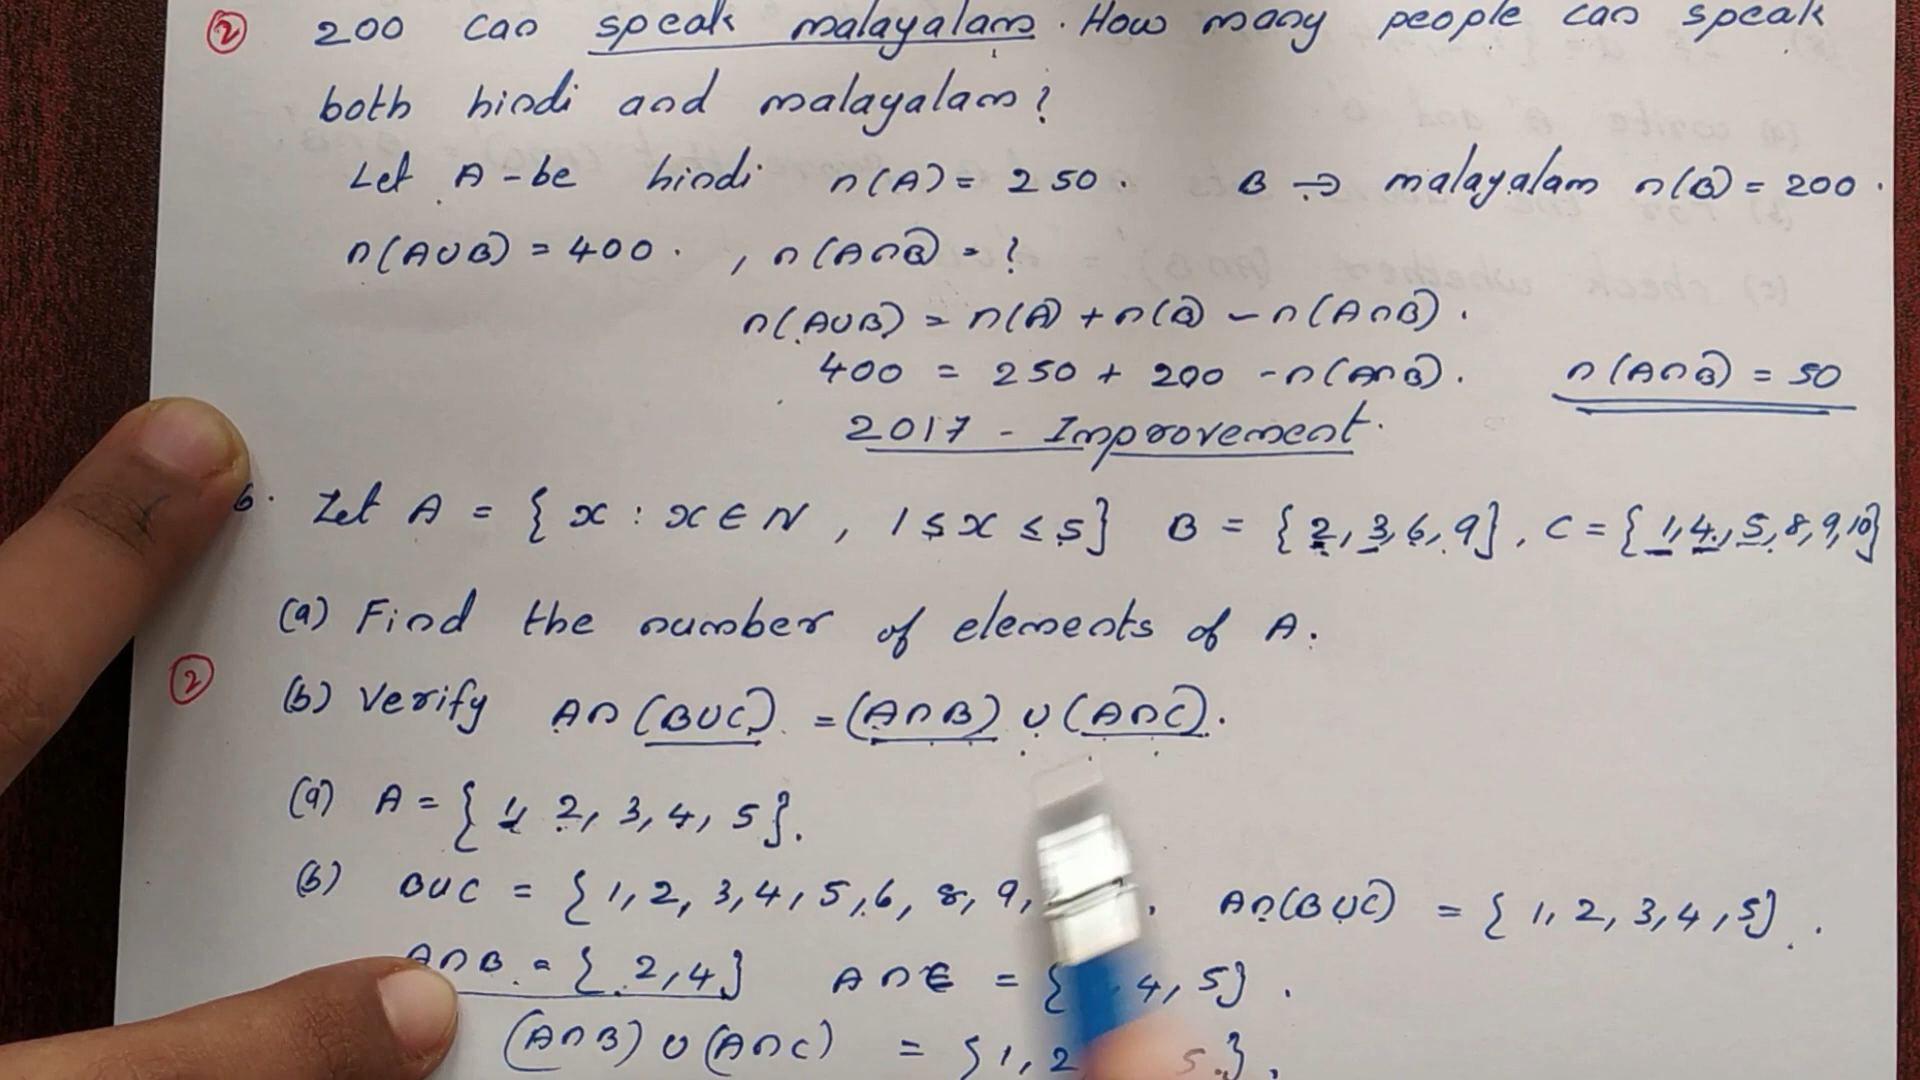 ② 200 can speak malayalam. How many people can speak
both hindi and malayalam?
Let A-be hindi n(A) = 250. B → malayalam n(B) = 200.
n(A∪B) = 400. , n(A∩B) = ?
n(A∪B) = n(A) + n(B) − n(A∩B).
400 = 250 + 200 - n(A∩B). n(A∩B) = 50
2017 - Improvement.
6. Let A = {x : x ∈ N, 1 ≤ x ≤ 5} B = {2, 3, 6, 9}, C = {1, 4, 5, 8, 9, 10}
(a) Find the number of elements of A.
② (b) Verify A∩(B∪C) = (A∩B) ∪ (A∩C).
(a) A = {1, 2, 3, 4, 5}.
(b) B∪C = {1, 2, 3, 4, 5, 6, 8, 9, A∩(B∪C) = {1, 2, 3, 4, 5}.
A∩B = {2, 4} A∩C = { 4, 5}.
(A∩B) ∪ (A∩C) = {1, 2 5}.